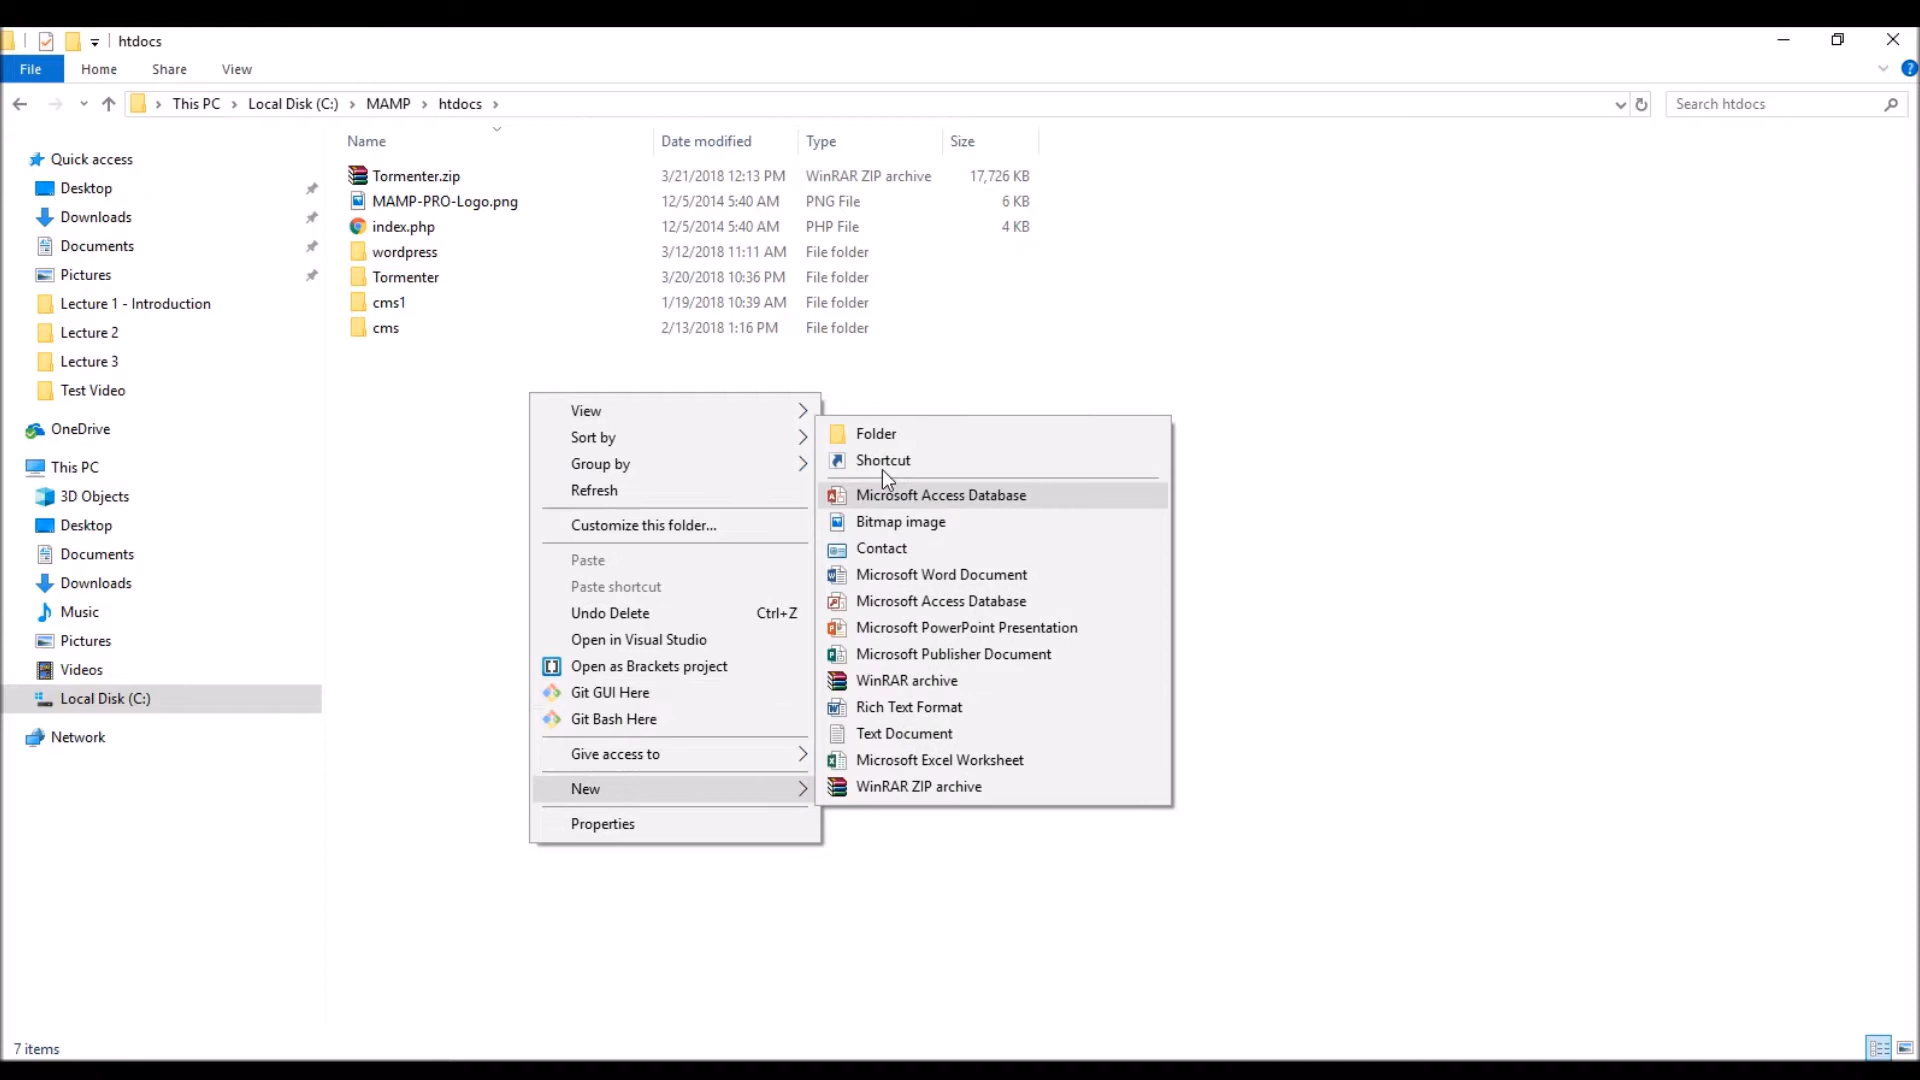 htdocs
File Home Share View ?
This PC Local Disk (C:) MAMP htdocs Search htdocs
Name Date modified Type Size
Tormenter.zip 3/21/2018 12:13 PM WinRAR ZIP archive 17,726 KB
MAMP-PRO-Logo.png 12/5/2014 5:40 AM PNG File 6 KB
index.php 12/5/2014 5:40 AM PHP File 4 KB
wordpress 3/12/2018 11:11 AM File folder
Tormenter 3/20/2018 10:36 PM File folder
cms1 1/19/2018 10:39 AM File folder
cms 2/13/2018 1:16 PM File folder
Quick access
Desktop
Downloads
Documents
Pictures
Lecture 1 - Introduction
Lecture 2
Lecture 3
Test Video
OneDrive
This PC
3D Objects
Desktop
Documents
Downloads
Music
Pictures
Videos
Local Disk (C:)
Network
View
Sort by
Group by
Refresh
Customize this folder...
Paste
Paste shortcut
Undo Delete Ctrl+Z
Open in Visual Studio
Open as Brackets project
Git GUI Here
Git Bash Here
Give access to
New
Properties
Folder
Shortcut
Microsoft Access Database
Bitmap image
Contact
Microsoft Word Document
Microsoft Access Database
Microsoft PowerPoint Presentation
Microsoft Publisher Document
WinRAR archive
Rich Text Format
Text Document
Microsoft Excel Worksheet
WinRAR ZIP archive
7 items